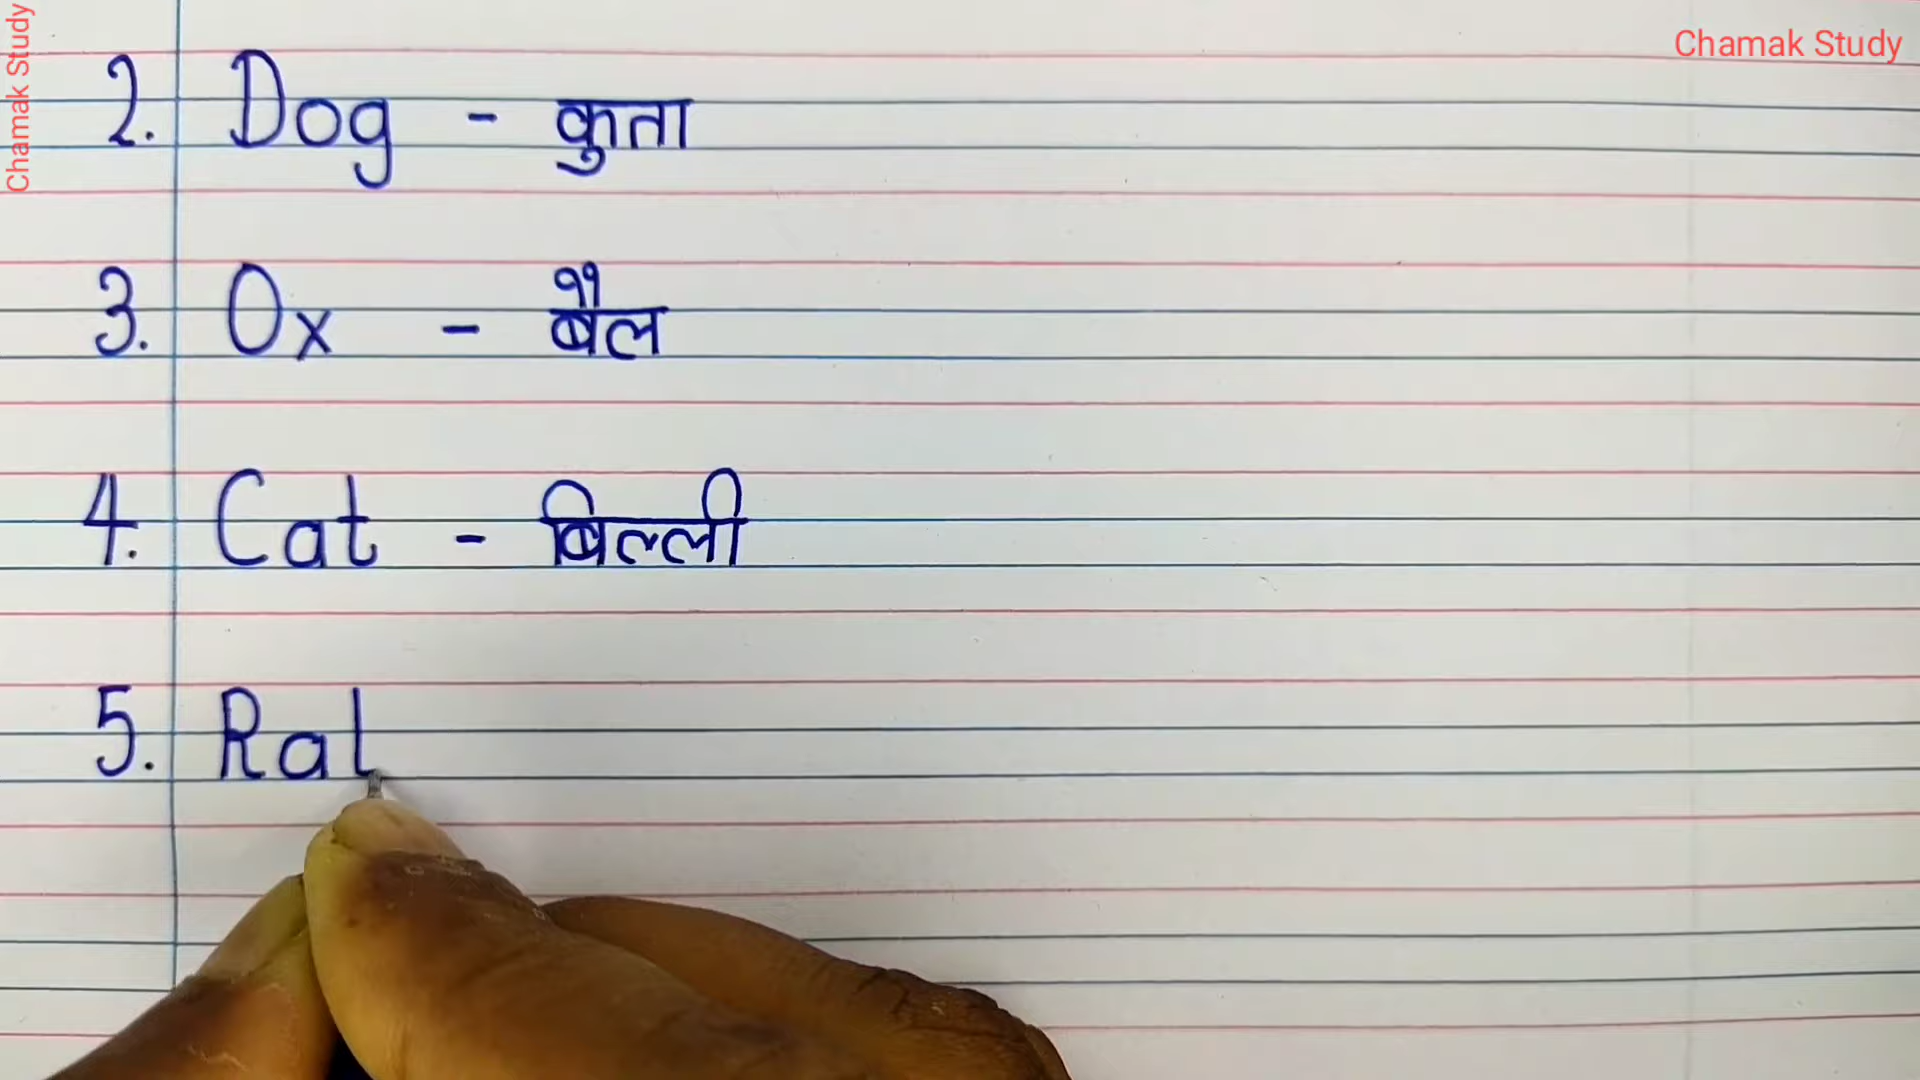 Chamak Study
Chamak Study
2. Dog - कुता
3. Ox - बैल
4. Cat - बिल्ली
5. Ral